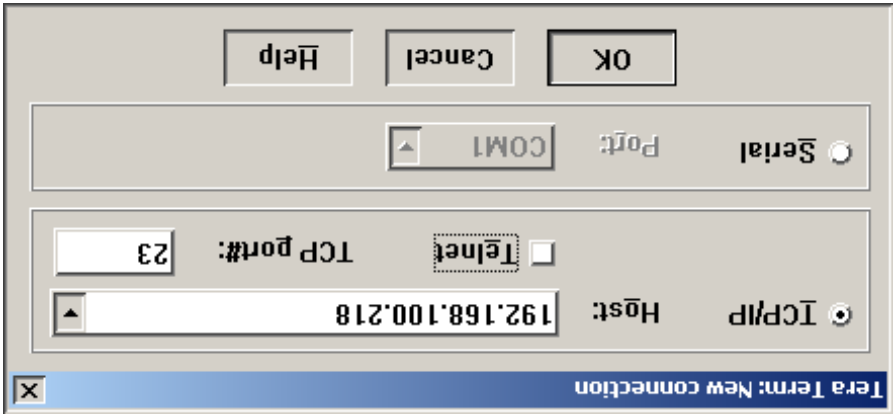 Tera Term: New connection
TCP/IP Host: 192.168.100.218
Telnet TCP port#: 23
Serial Port: COM1
OK Cancel Help